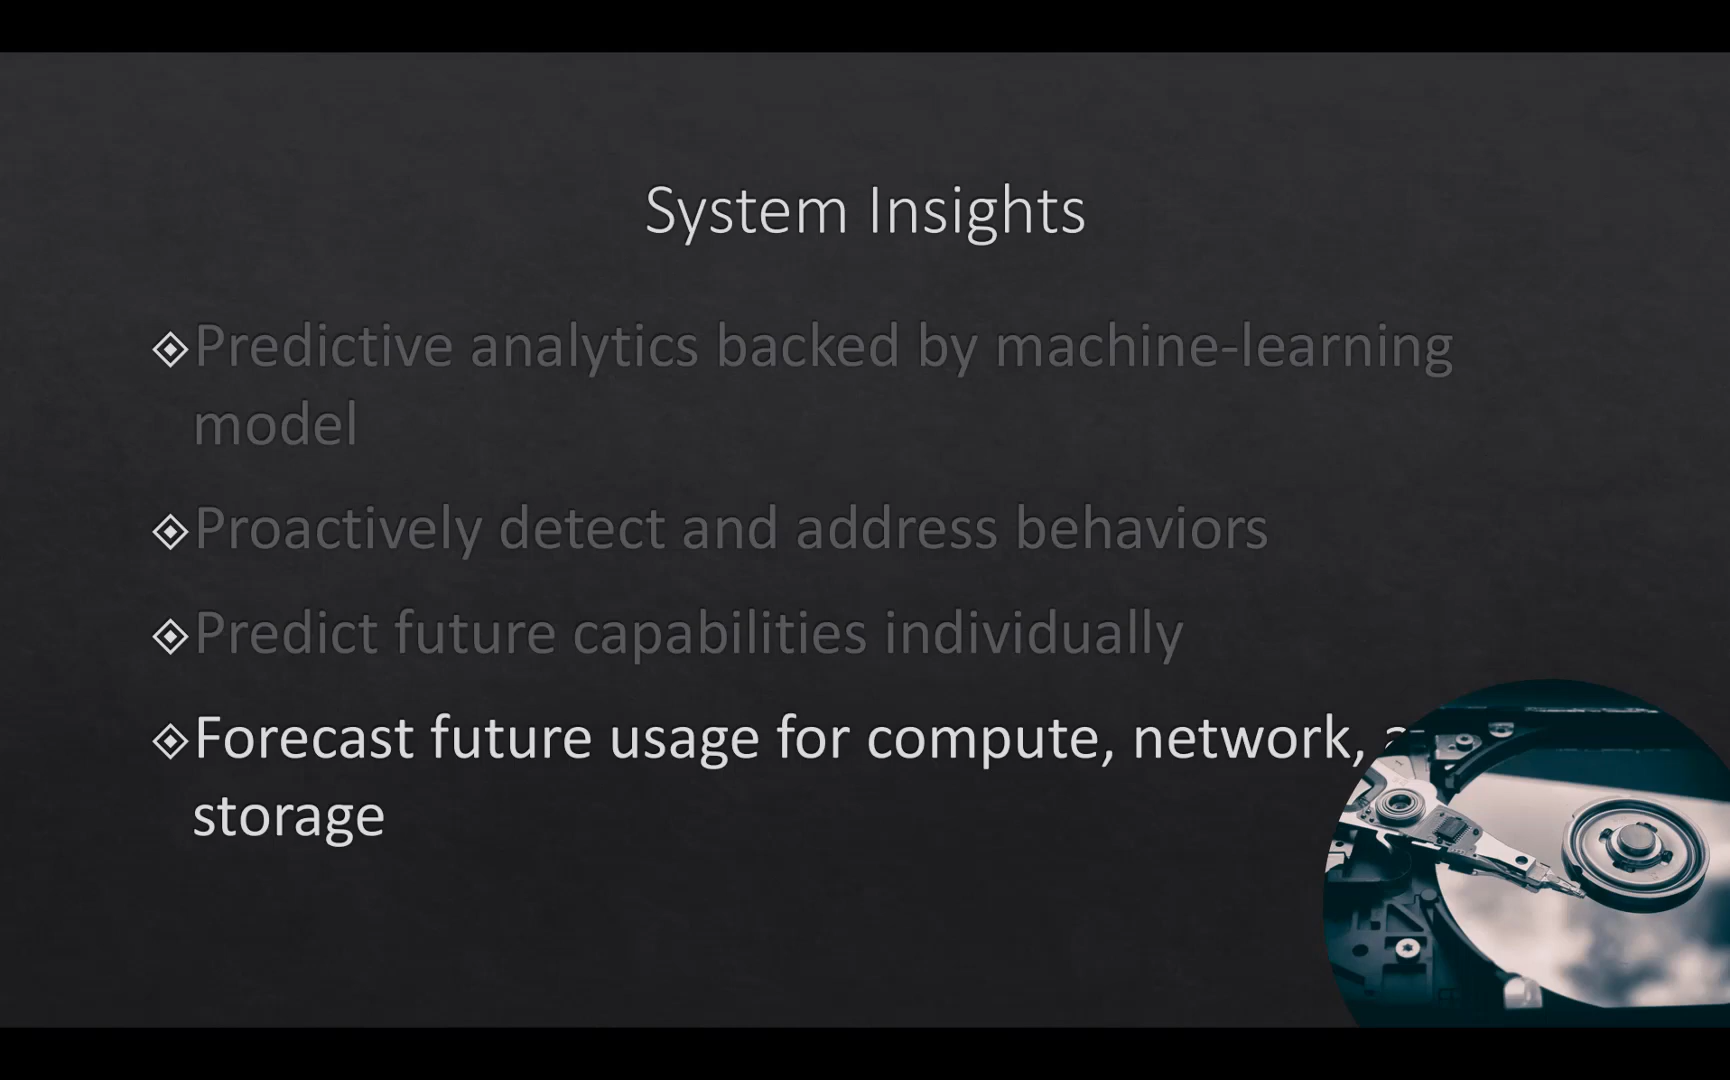 System Insights
Predictive analytics backed by machine-learning
model
Proactively detect and address behaviors
Predict future capabilities individually
Forecast future usage for compute, network,
storage